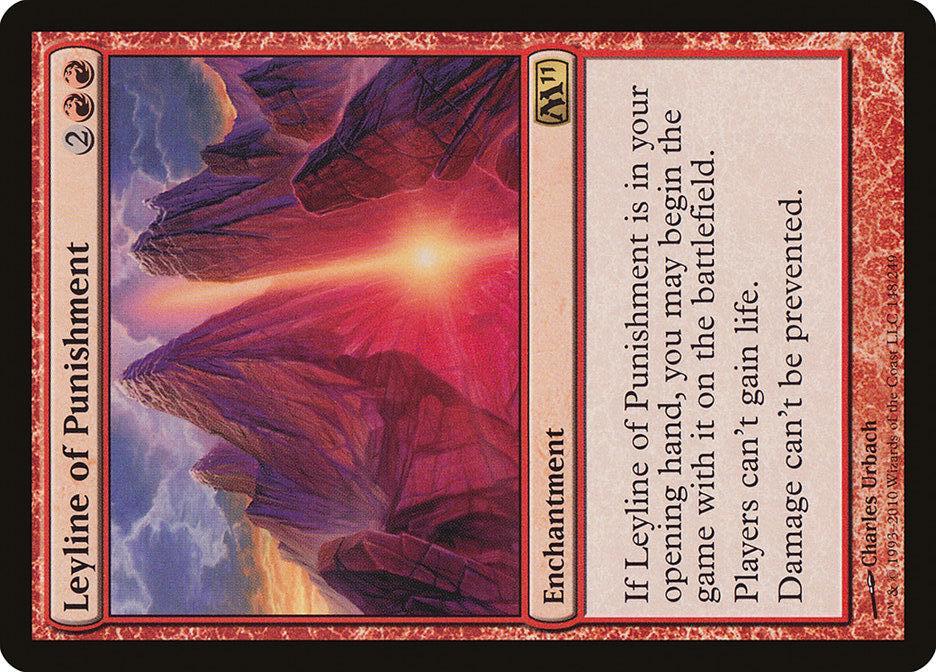 Leyline of Punishment 2
M11
Enchantment
If Leyline of Punishment is in your
opening hand, you may begin the
game with it on the battlefield.
Players can't gain life.
Damage can't be prevented.
Charles Urbach
™ & © 1993-2010 Wizards of the Coast LLC 148/249